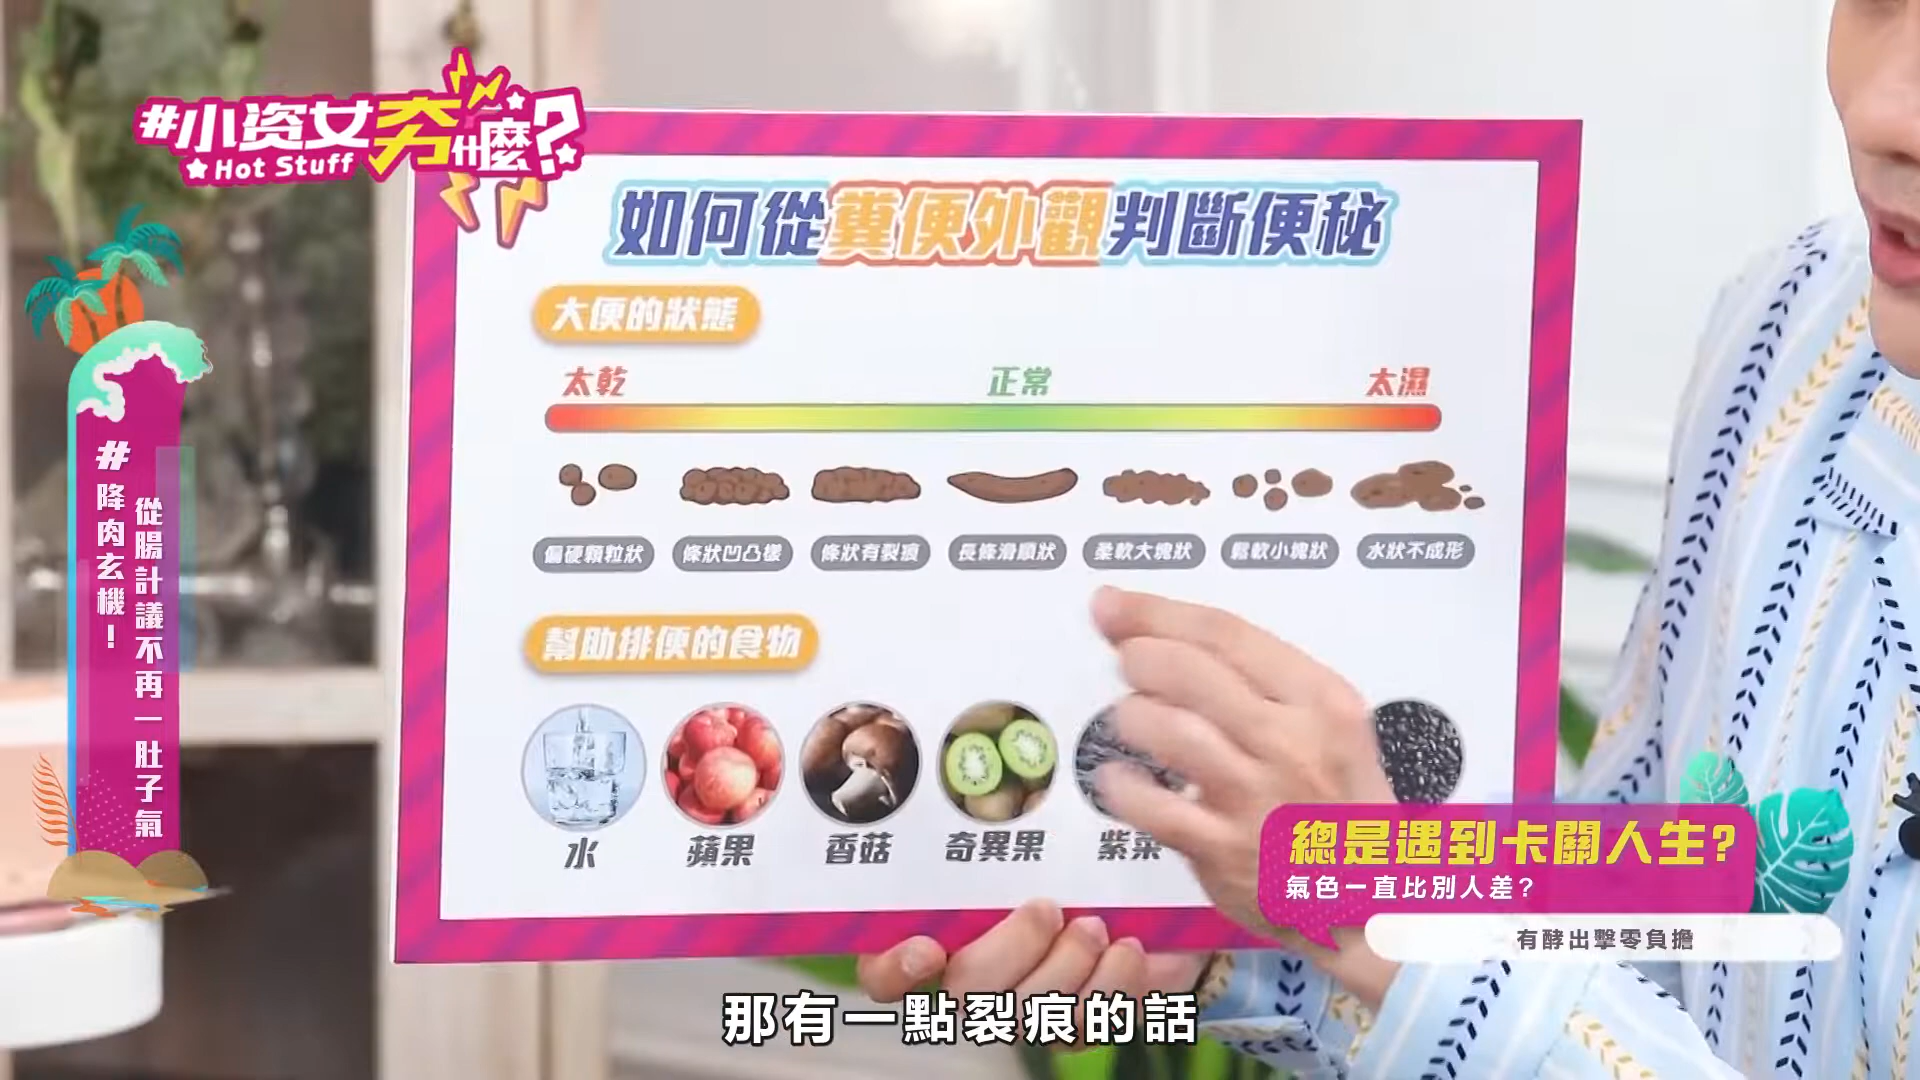 #小資女夯什麼?
Hot Stuff
如何從糞便外觀判斷便秘
大便的狀態
太乾
正常
太濕
偏硬顆粒狀
條狀凹凸樣
條狀有裂痕
長條滑順狀
柔軟大塊狀
鬆軟小塊狀
水狀不成形
幫助排便的食物
水
蘋果
香菇
奇異果
紫菜
#降肉玄機!
從腸計議不再一肚子氣
總是遇到卡關人生?
氣色一直比別人差?
有酵出擊零負擔
那有一點裂痕的話